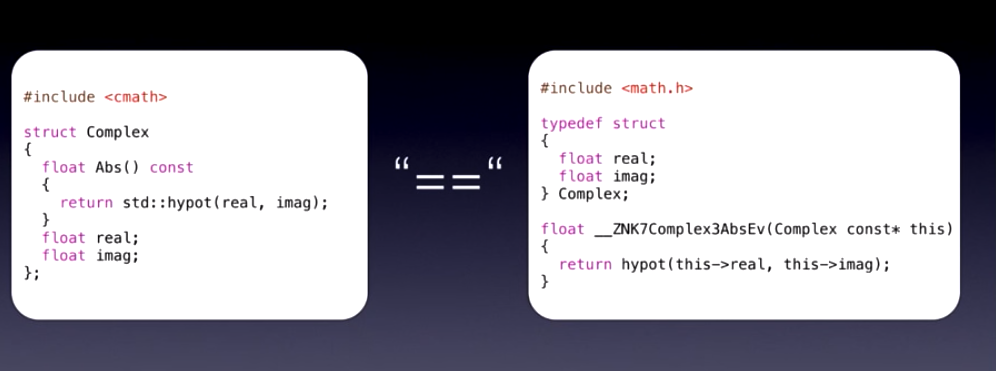 #include <cmath>
struct Complex
{
  float Abs() const
  {
    return std::hypot(real, imag);
  }
  float real;
  float imag;
};
“==“
#include <math.h>
typedef struct
{
  float real;
  float imag;
} Complex;
float __ZNK7Complex3AbsEv(Complex const* this)
{
  return hypot(this->real, this->imag);
}